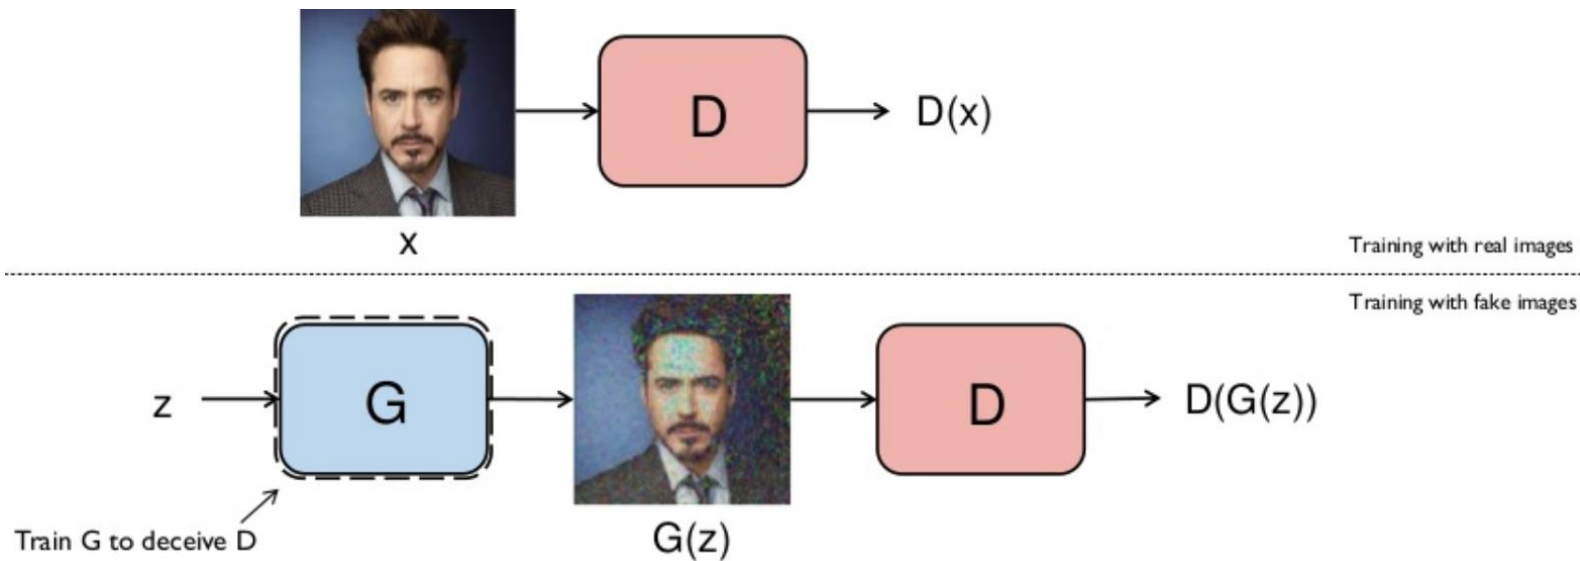 D
D(x)
x
Training with real images
Training with fake images
z
G
D
D(G(z))
Train G to deceive D
G(z)